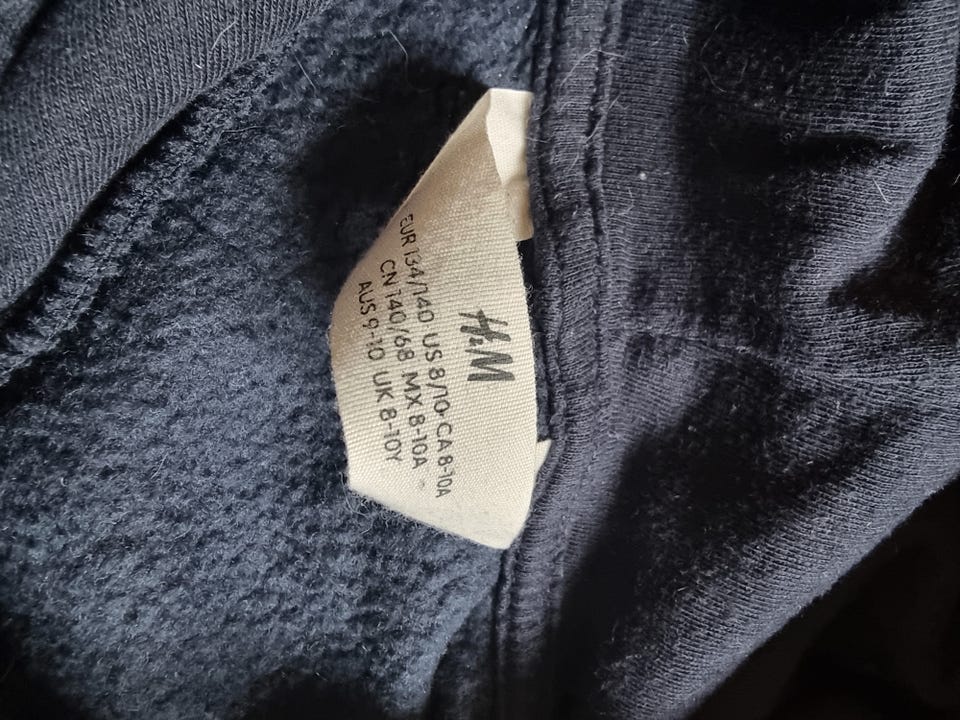 H&M
EUR 134/140 US 8/10 CA 8-10A
CN 140/68 MX 8-10A
AUS 9-10 UK 8-10Y